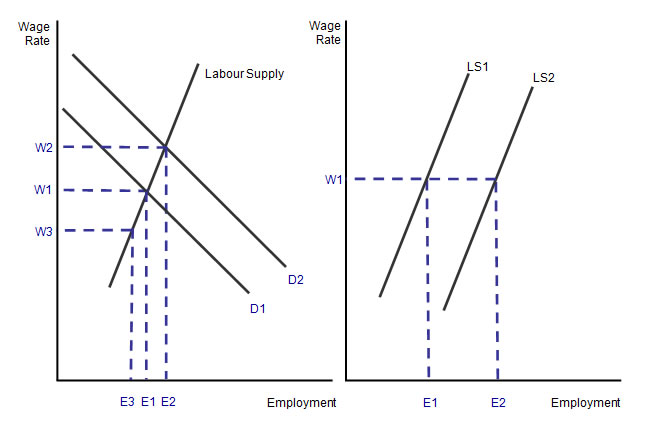 Wage
Rate
Labour Supply
W2
W1
W3
D2
D1
E3 E1 E2
Employment
Wage
Rate
LS1
LS2
W1
E1
E2
Employment